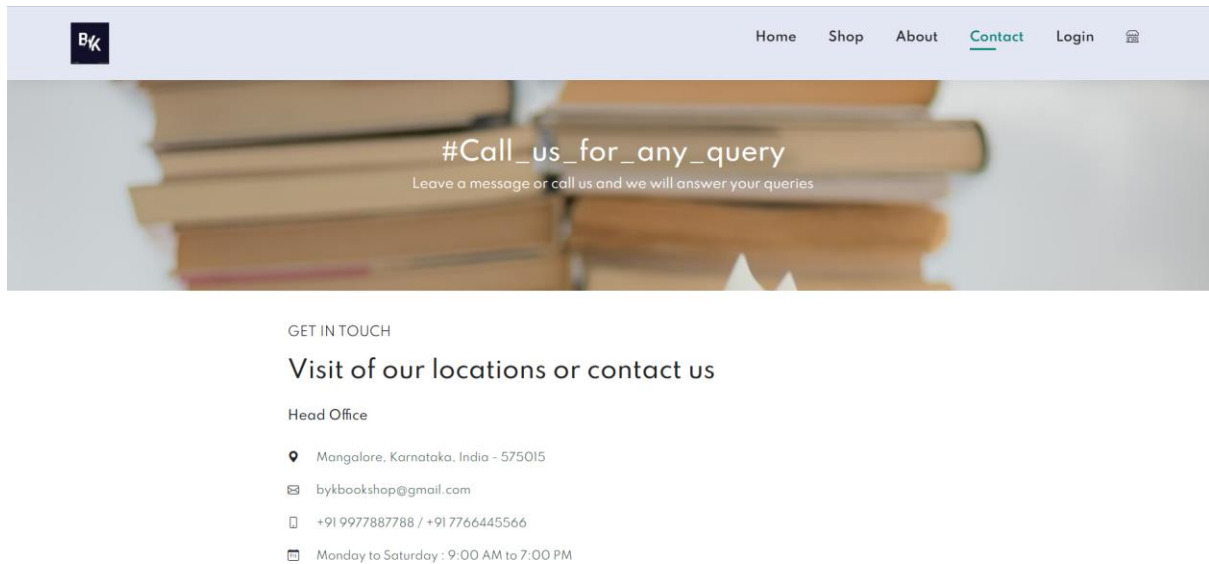 BYK
Home Shop About Contact Login
#Call_us_for_any_query
Leave a message or call us and we will answer your queries
GET IN TOUCH
Visit of our locations or contact us
Head Office
Mangalore, Karnataka, India - 575015
bykbookshop@gmail.com
+91 9977887788 / +91 7766445566
Monday to Saturday : 9:00 AM to 7:00 PM